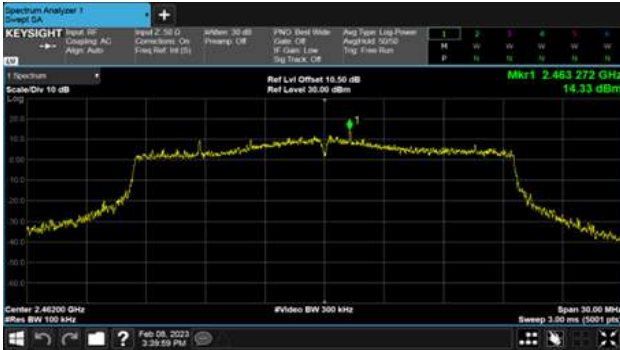 Spectrum Analyzer 1
Swept SA
+
KEYSIGHT Input: RF Input Z: 50 Ω #Atten: 30 dB PNO: Best Wide Avg Type: Log-Power 1 2 3 4 5 6
Coupling: AC Corrections: On Preamp: Off Gate: Off Avg|Hold: 50/50 M W W W W W
Align: Auto Freq Ref: Int (S) IF Gain: Low Trig: Free Run
Sig Track: Off P N N N N N
LXI
1 Spectrum
Scale/Div 10 dB
Ref Lvl Offset 10.50 dB
Ref Level 30.00 dBm
Mkr1 2.463 272 GHz
14.33 dBm
Log
20.0
10.0
0.00
-10.0
-20.0
-30.0
-40.0
-50.0
-60.0
1
Center 2.46200 GHz
#Res BW 100 kHz
#Video BW 300 kHz
Span 30.00 MHz
Sweep 3.00 ms (5001 pts)
?
Feb 08, 2023
3:39:59 PM